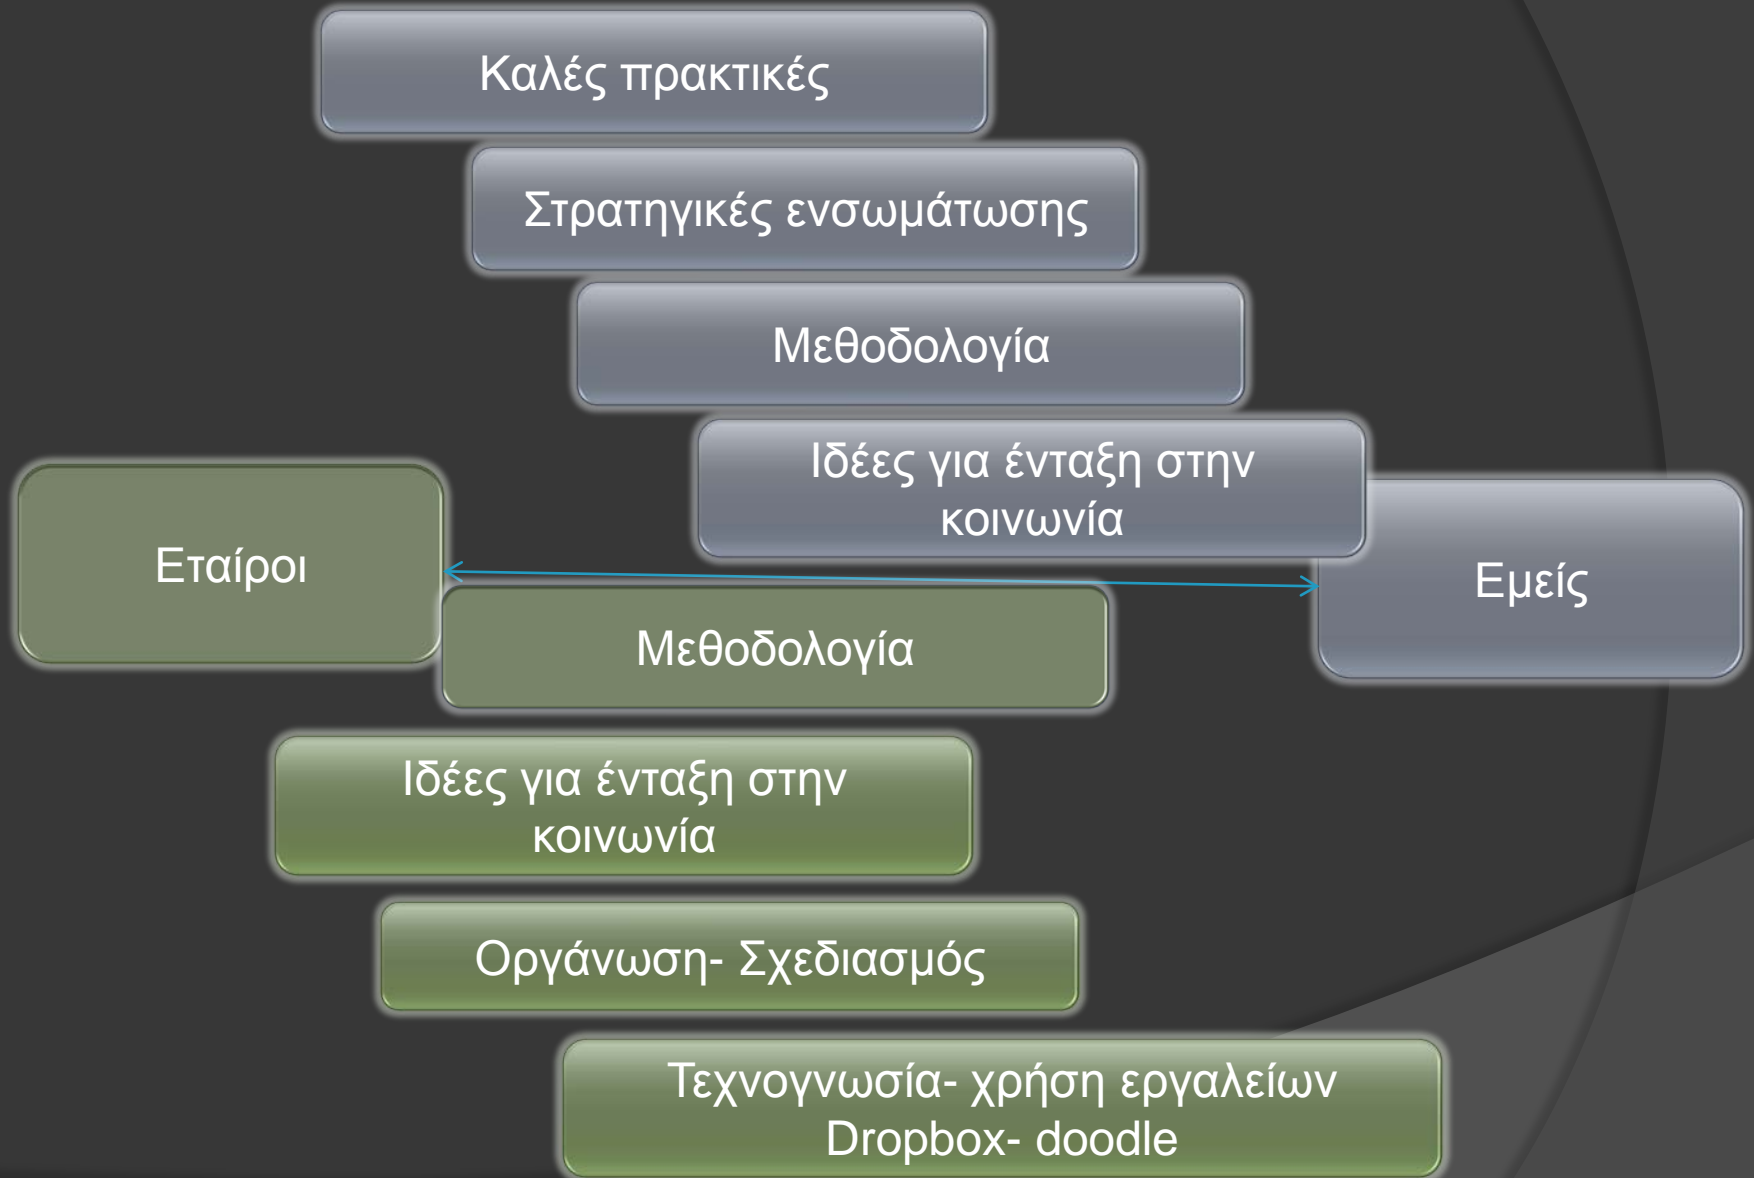 Καλές πρακτικές
Στρατηγικές ενσωμάτωσης
Μεθοδολογία
Ιδέες για ένταξη στην
κοινωνία
Εταίροι
Εμείς
Μεθοδολογία
Ιδέες για ένταξη στην
κοινωνία
Οργάνωση- Σχεδιασμός
Τεχνογνωσία- χρήση εργαλείων
Dropbox- doodle